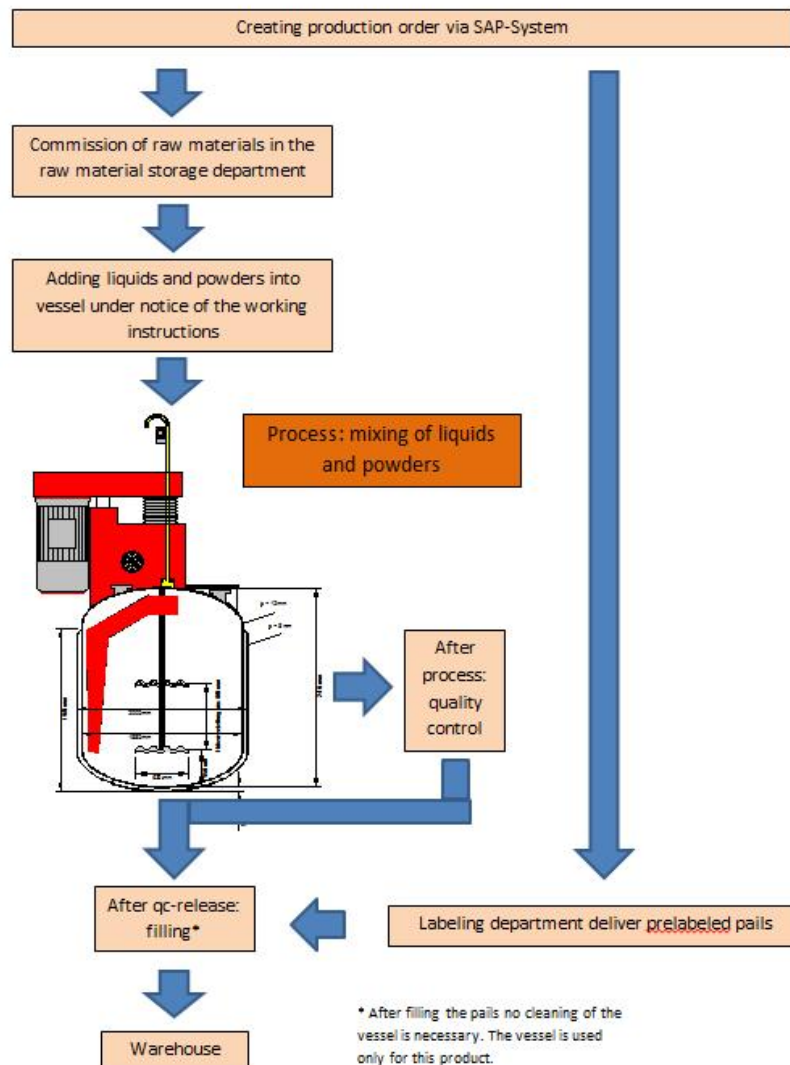 Creating production order via SAP-System
Commission of raw materials in the
raw material storage department
Adding liquids and powders into
vessel under notice of the working
instructions
Process: mixing of liquids
and powders
After
process:
quality
control
After qc-release:
filling*
Labeling department deliver prelabeled pails
Warehouse
* After filling the pails no cleaning of the
vessel is necessary. The vessel is used
only for this product.